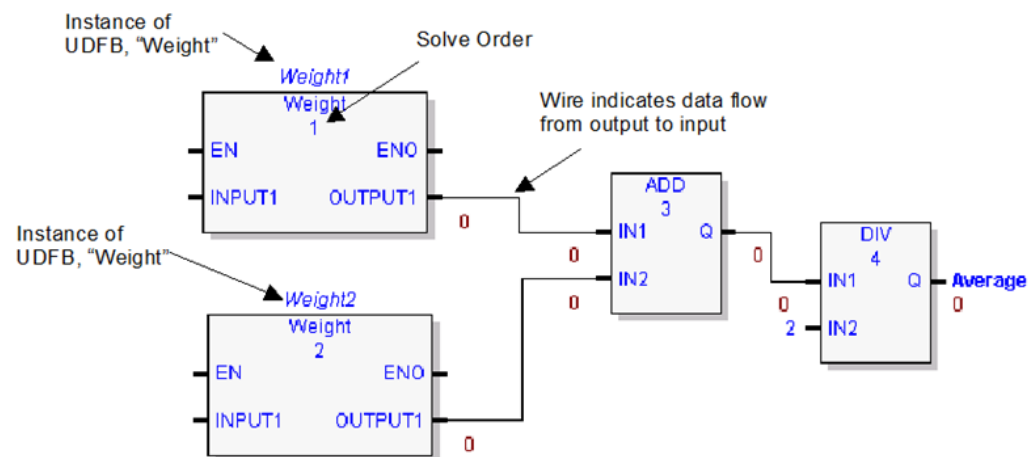 Instance of
UDFB, "Weight"
Solve Order
Weight1
Weight
1
EN
ENO
INPUT1
OUTPUT1
0
Wire indicates data flow
from output to input
Instance of
UDFB, "Weight"
Weight2
Weight
2
EN
ENO
INPUT1
OUTPUT1
0
ADD
3
IN1
Q
0
IN2
0
0
DIV
4
IN1
Q
0
2
IN2
Average
0